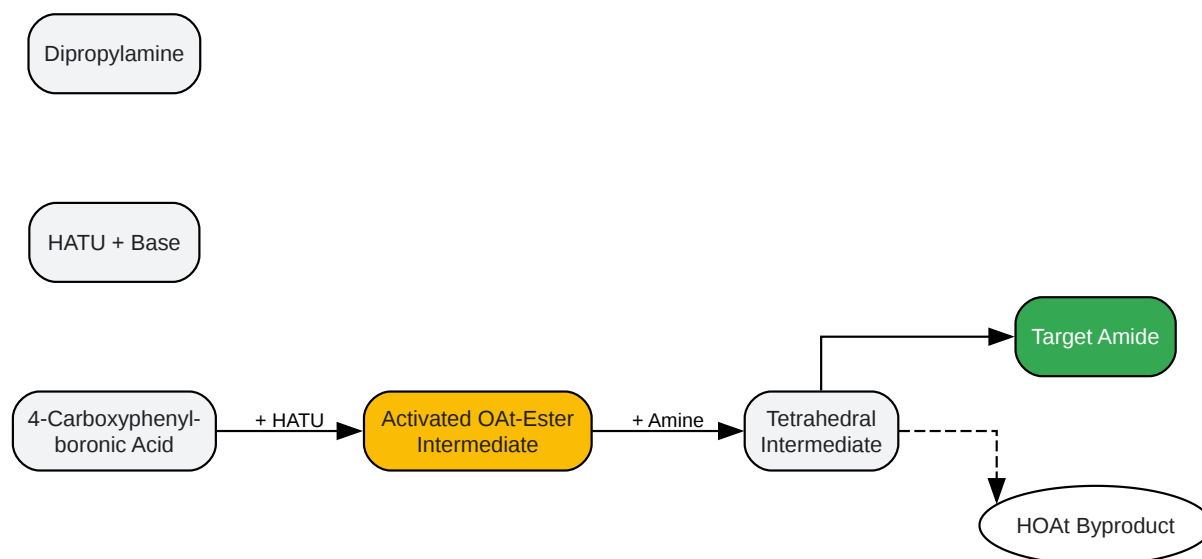 Dipropylamine
HATU + Base
4-Carboxyphenyl-
boronic Acid
+ HATU
Activated OAt-Ester
Intermediate
+ Amine
Tetrahedral
Intermediate
Target Amide
HOAt Byproduct